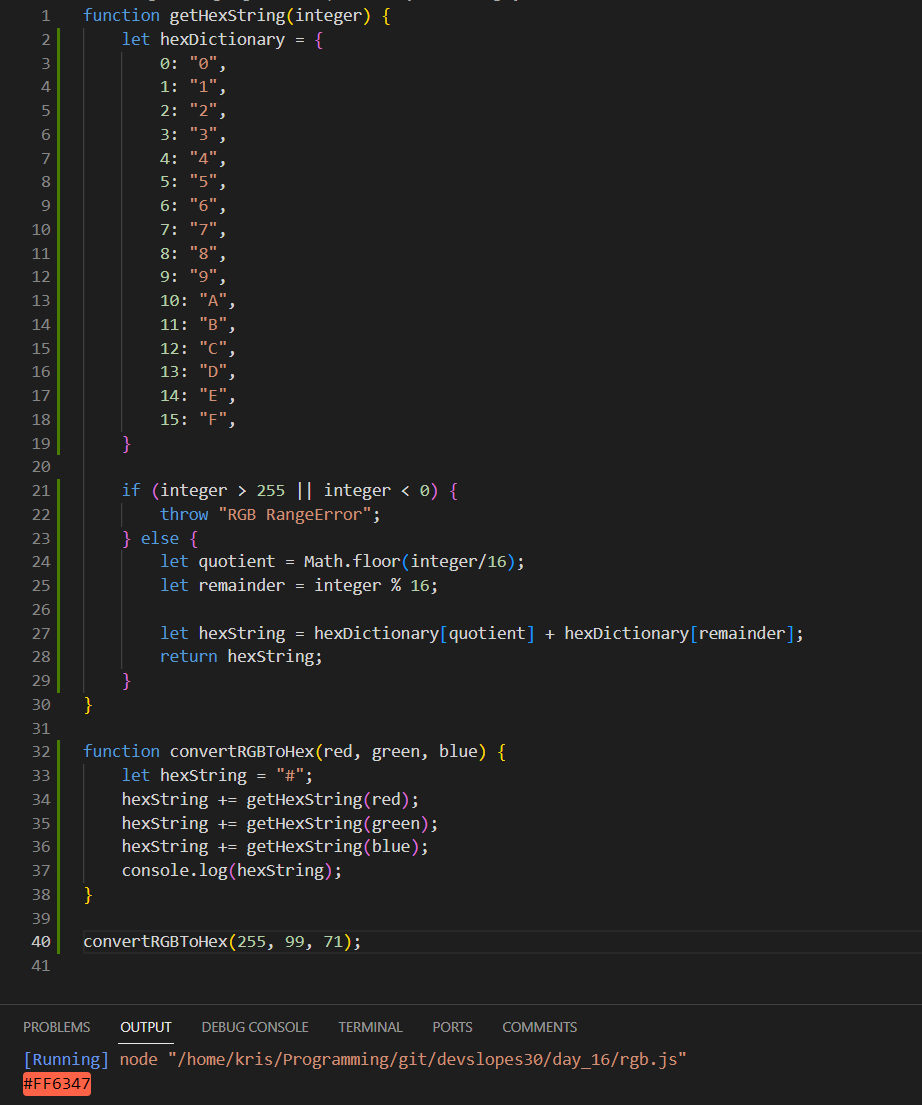 1 function getHexString(integer) {
2     let hexDictionary = {
3         0: "0",
4         1: "1",
5         2: "2",
6         3: "3",
7         4: "4",
8         5: "5",
9         6: "6",
10         7: "7",
11         8: "8",
12         9: "9",
13         10: "A",
14         11: "B",
15         12: "C",
16         13: "D",
17         14: "E",
18         15: "F",
19     }
20
21     if (integer > 255 || integer < 0) {
22         throw "RGB RangeError";
23     } else {
24         let quotient = Math.floor(integer/16);
25         let remainder = integer % 16;
26
27         let hexString = hexDictionary[quotient] + hexDictionary[remainder];
28         return hexString;
29     }
30 }
31
32 function convertRGBToHex(red, green, blue) {
33     let hexString = "#";
34     hexString += getHexString(red);
35     hexString += getHexString(green);
36     hexString += getHexString(blue);
37     console.log(hexString);
38 }
39
40 convertRGBToHex(255, 99, 71);
41
PROBLEMS OUTPUT DEBUG CONSOLE TERMINAL PORTS COMMENTS
[Running] node "/home/kris/Programming/git/devslopes30/day_16/rgb.js"
#FF6347